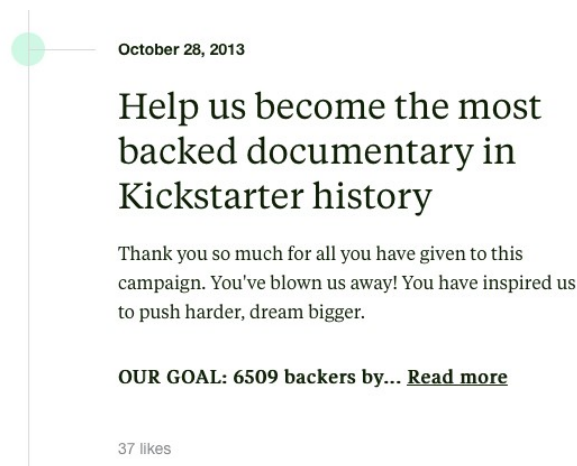 October 28, 2013
Help us become the most
backed documentary in
Kickstarter history
Thank you so much for all you have given to this
campaign. You've blown us away! You have inspired us
to push harder, dream bigger.
OUR GOAL: 6509 backers by... Read more
37 likes